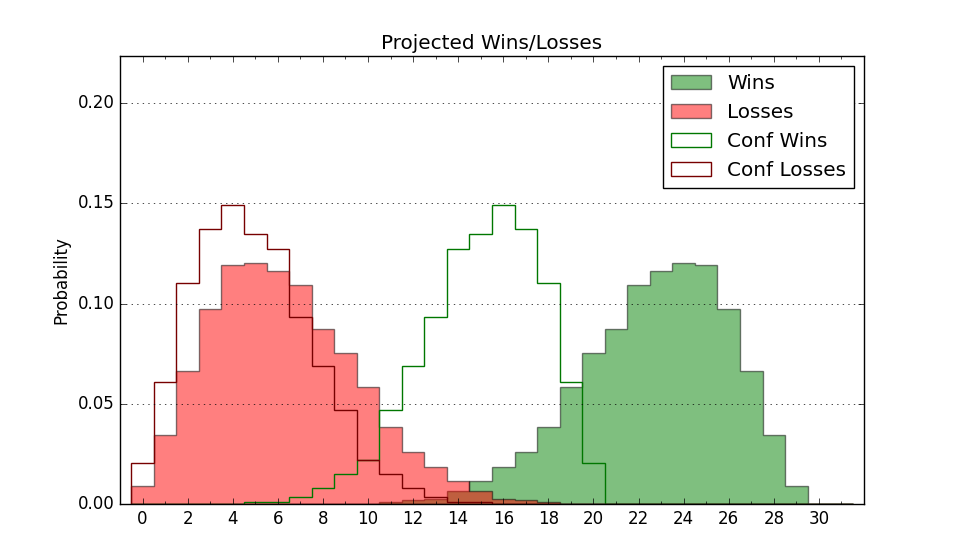 Projected Wins/Losses
Wins
Losses
Conf Wins
Conf Losses
Probability
0.20
0.15
0.10
0.05
0.00
0 2 4 6 8 10 12 14 16 18 20 22 24 26 28 30